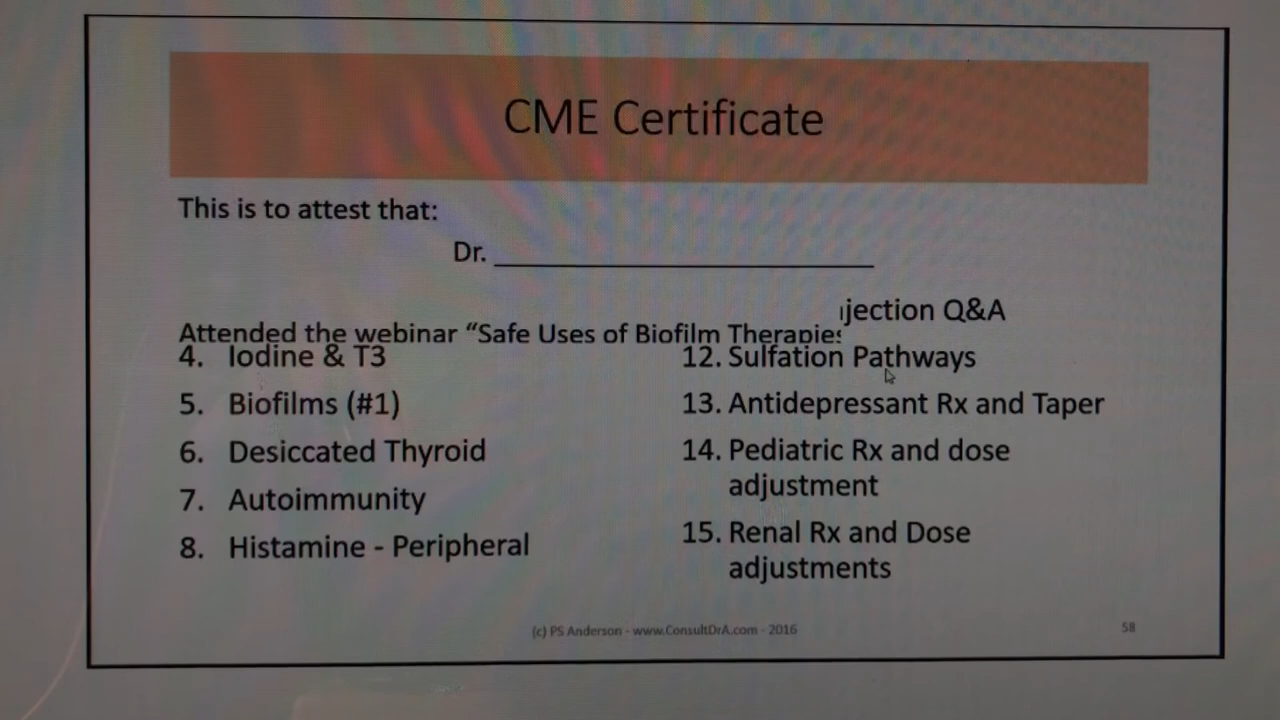 CME Certificate
This is to attest that:
Dr.
Q&A
Attended the webinar “Safe Uses of Biofilm
4. Iodine & T3
5. Biofilms (#1)
6. Desiccated Thyroid
7. Autoimmunity
8. Histamine - Peripheral
12. Sulfation Pathways
13. Antidepressant Rx and Taper
14. Pediatric Rx and dose
adjustment
15. Renal Rx and Dose
adjustments
(c) PS Anderson - www.ConsultDrA.com - 2016
58